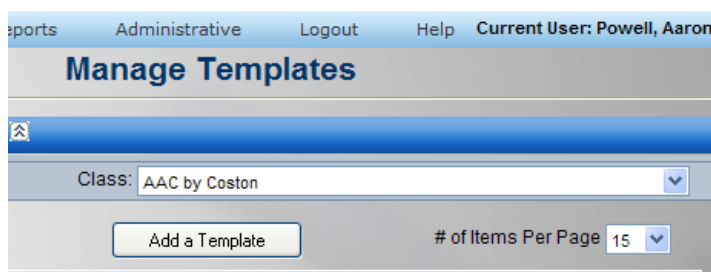 eports Administrative Logout Help Current User: Powell, Aaron
Manage Templates
Class: AAC by Coston
Add a Template # of Items Per Page 15